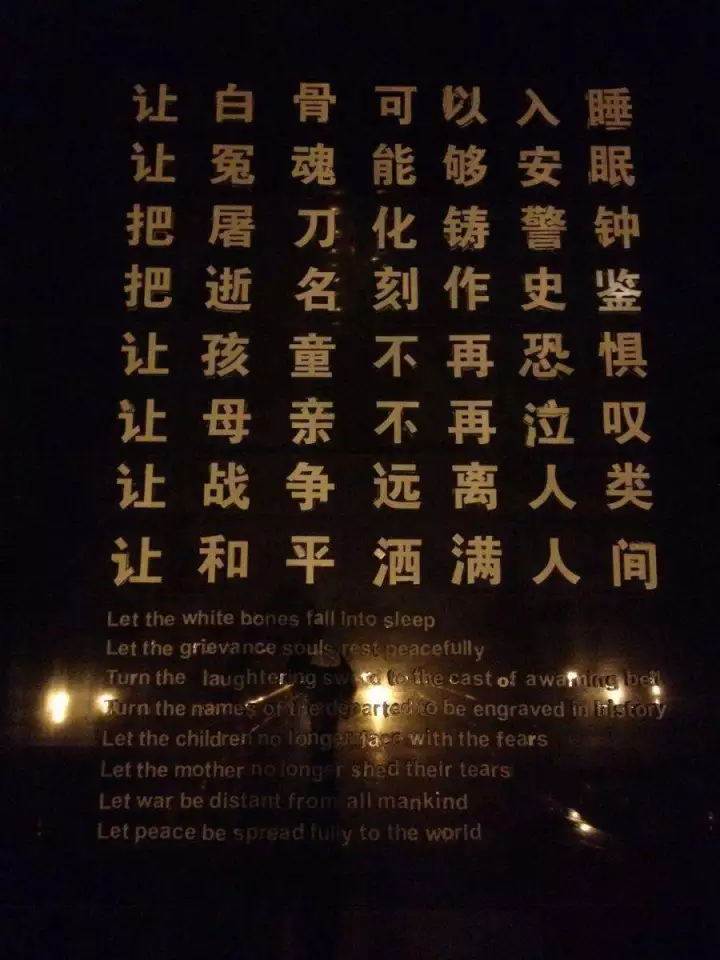 让白骨可以入睡
让冤魂能够安眠
把屠刀化铸警钟
把逝名刻作史鉴
让孩童不再恐惧
让母亲不再泣叹
让战争远离人类
让和平洒满人间
Let the white bones fall into sleep
Let the grievance souls rest peacefully
Turn the laughtering sword to the cast of awarning bell
Turn the names of the departed to be engraved in history
Let the children no longer face with the fears
Let the mother no longer shed their tears
Let war be distant from all mankind
Let peace be spread fully to the world